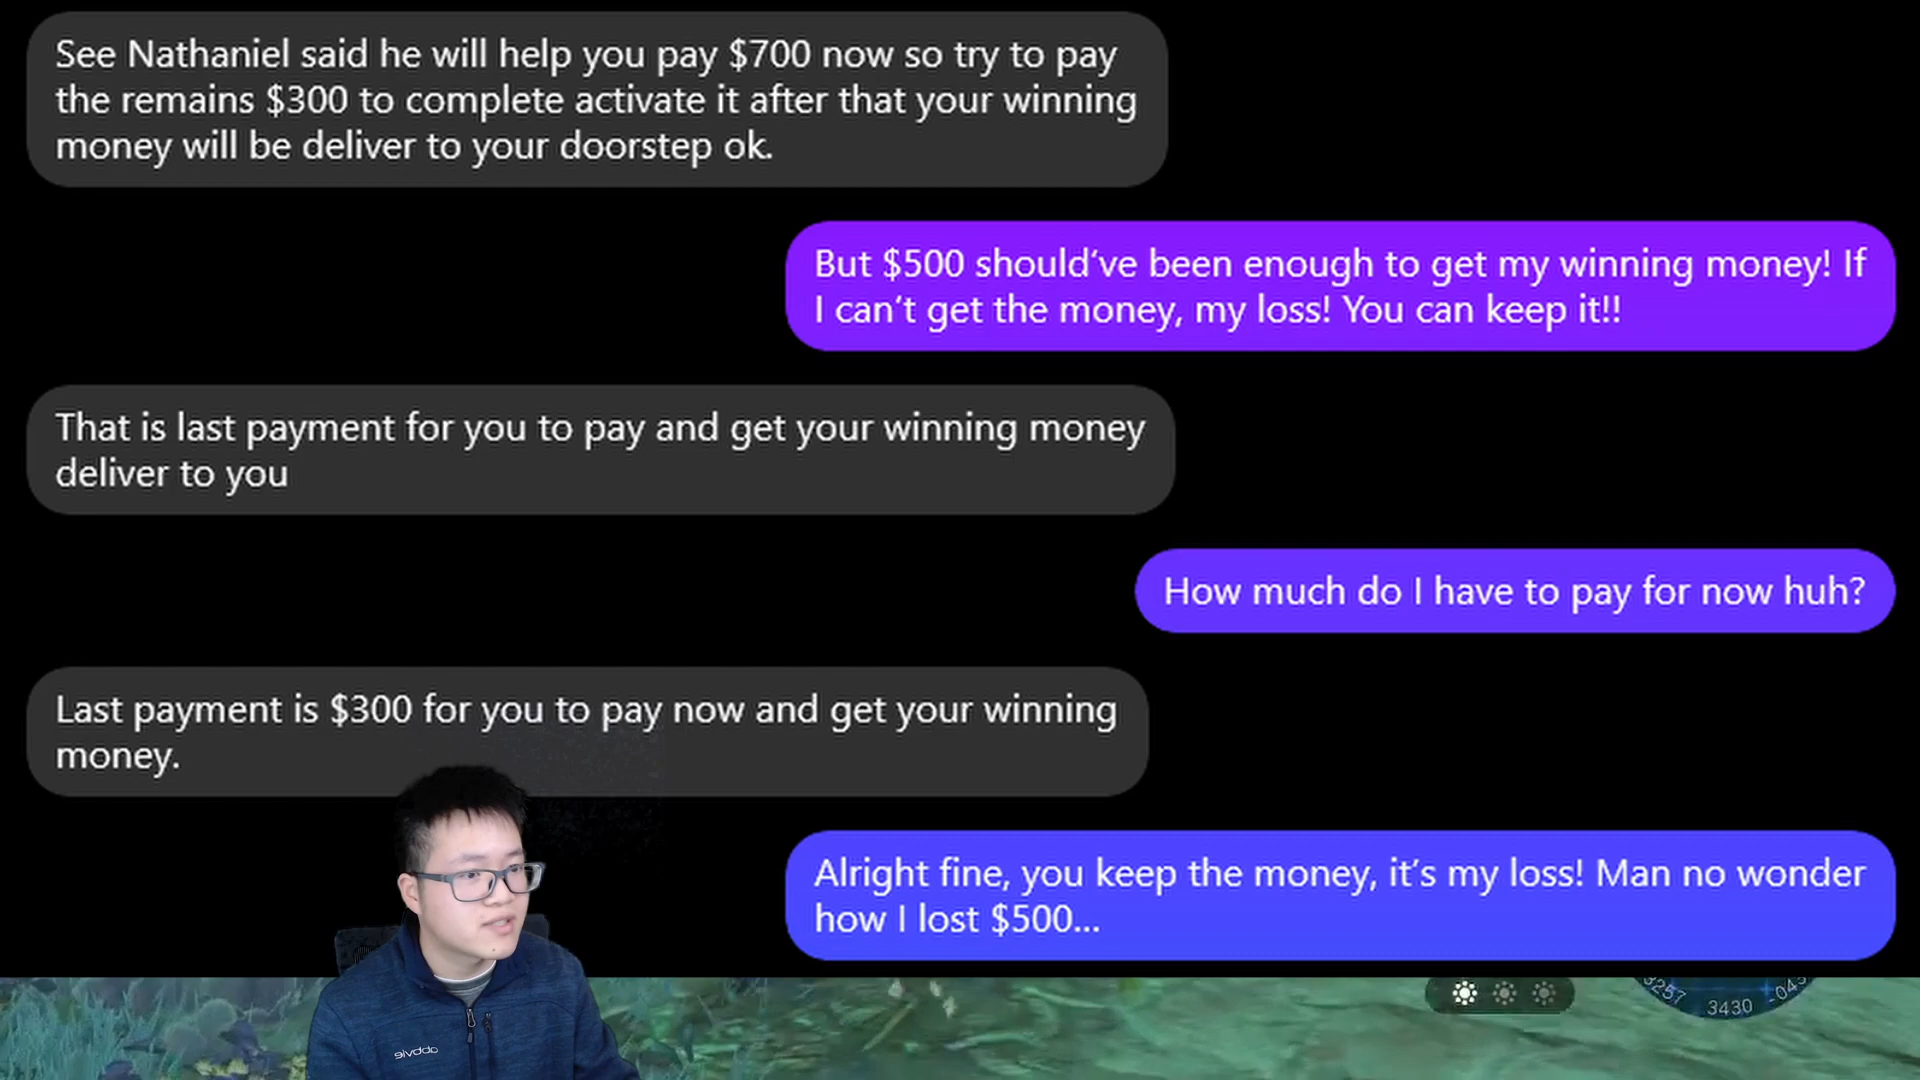 See Nathaniel said he will help you pay $700 now so try to pay
the remains $300 to complete activate it after that your winning
money will be deliver to your doorstep ok.
But $500 should've been enough to get my winning money! If
I can't get the money, my loss! You can keep it!!
That is last payment for you to pay and get your winning money
deliver to you
How much do I have to pay for now huh?
Last payment is $300 for you to pay now and get your winning
money.
Alright fine, you keep the money, it's my loss! Man no wonder
how I lost $500...
3257 3430 -045
abbvie